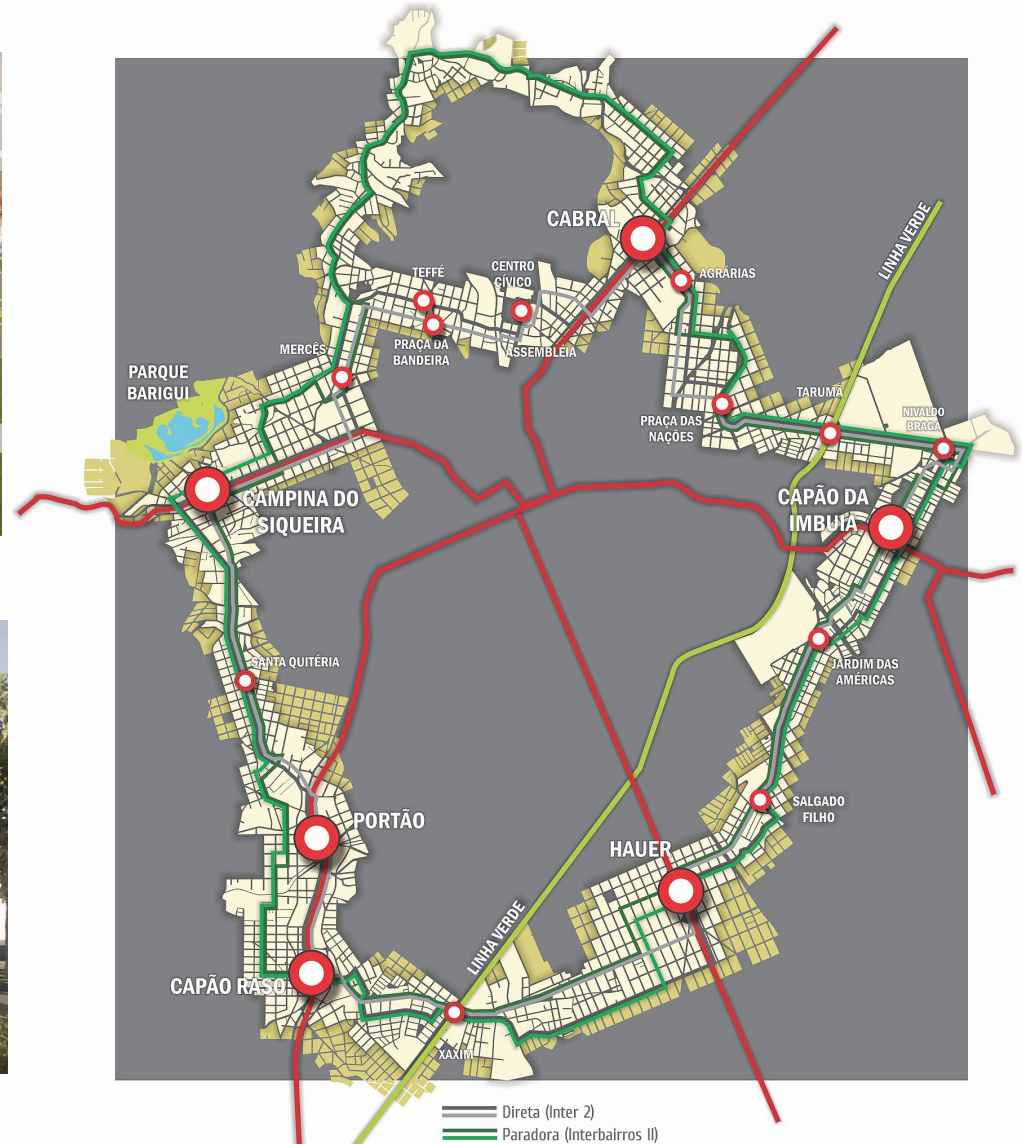 CABRAL
LINHA VERDE
AGRÁRIAS
TEFFÉ
CENTRO
CÍVICO
PRAÇA DA
BANDEIRA
ASSEMBLÉIA
MERCÊS
PARQUE
BARIGUI
TARUMÃ
PRAÇA DAS
NAÇÕES
NIVALDO
BRAGA
CAMPINA DO
SIQUEIRA
CAPÃO DA
IMBUIA
SANTA QUITÉRIA
JARDIM DAS
AMÉRICAS
PORTÃO
SALGADO
FILHO
HAUER
LINHA VERDE
CAPÃO RASO
XAXIM
Direta (Inter 2)
Paradora (Interbairros II)